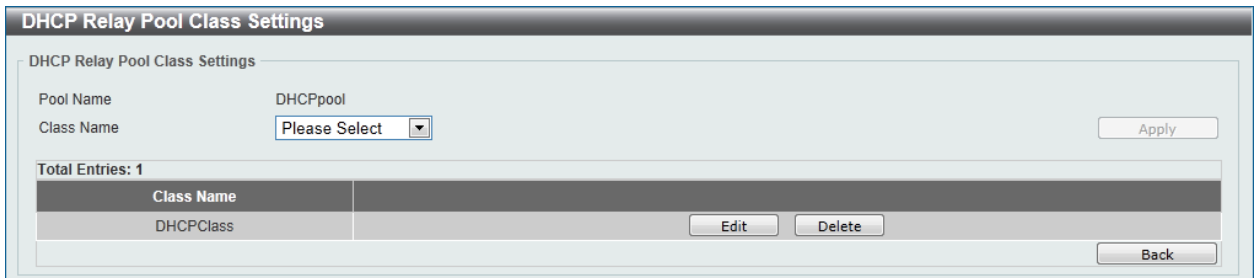 DHCP Relay Pool Class Settings
DHCP Relay Pool Class Settings
Pool Name DHCPpool
Class Name Please Select Apply
Total Entries: 1
Class Name
DHCPClass Edit Delete
Back